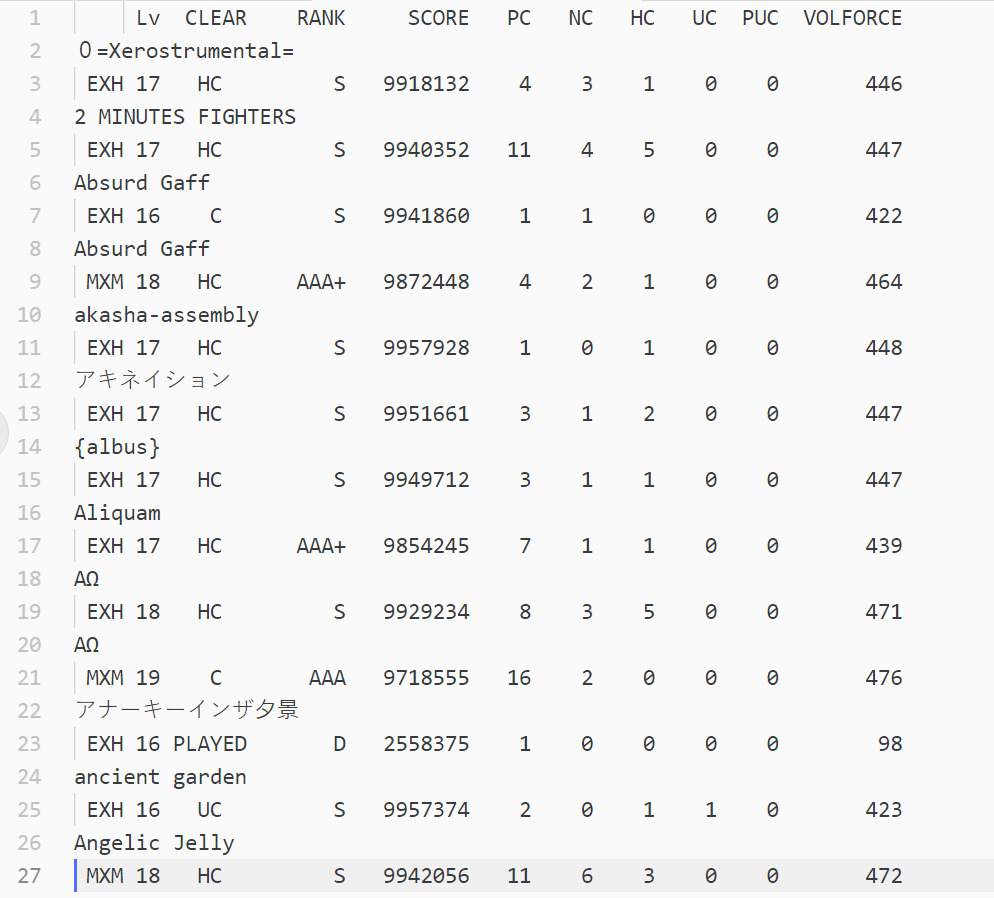 1 Lv CLEAR RANK SCORE PC NC HC UC PUC VOLFORCE
2 ０=Xerostrumental=
3 EXH 17 HC S 9918132 4 3 1 0 0 446
4 2 MINUTES FIGHTERS
5 EXH 17 HC S 9940352 11 4 5 0 0 447
6 Absurd Gaff
7 EXH 16 C S 9941860 1 1 0 0 0 422
8 Absurd Gaff
9 MXM 18 HC AAA+ 9872448 4 2 1 0 0 464
10 akasha-assembly
11 EXH 17 HC S 9957928 1 0 1 0 0 448
12 アキネイション
13 EXH 17 HC S 9951661 3 1 2 0 0 447
14 {albus}
15 EXH 17 HC S 9949712 3 1 1 0 0 447
16 Aliquam
17 EXH 17 HC AAA+ 9854245 7 1 1 0 0 439
18 ΑΩ
19 EXH 18 HC S 9929234 8 3 5 0 0 471
20 ΑΩ
21 MXM 19 C AAA 9718555 16 2 0 0 0 476
22 アナーキーインザ夕景
23 EXH 16 PLAYED D 2558375 1 0 0 0 0 98
24 ancient garden
25 EXH 16 UC S 9957374 2 0 1 1 0 423
26 Angelic Jelly
27 MXM 18 HC S 9942056 11 6 3 0 0 472